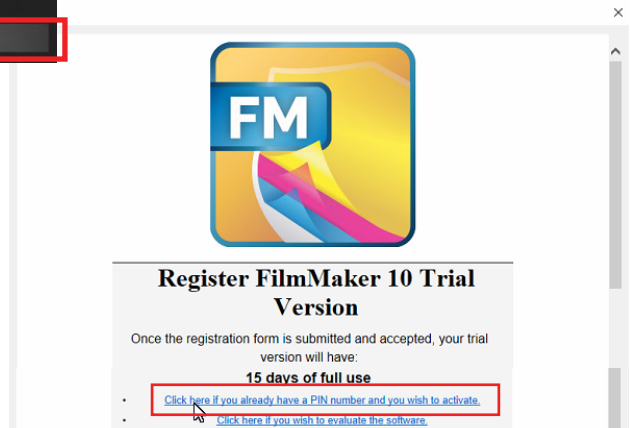 FM
Register FilmMaker 10 Trial
Version
Once the registration form is submitted and accepted, your trial
version will have:
15 days of full use
• Click here if you already have a PIN number and you wish to activate.
• Click here if you wish to evaluate the software.